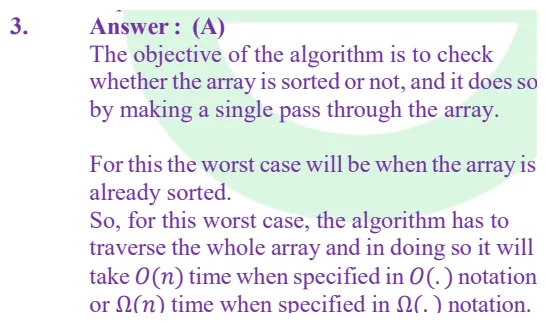 3. Answer : (A)
The objective of the algorithm is to check
whether the array is sorted or not, and it does so
by making a single pass through the array.
For this the worst case will be when the array is
already sorted.
So, for this worst case, the algorithm has to
traverse the whole array and in doing so it will
take 𝑂(𝑛) time when specified in 𝑂(. ) notation
or Ω(𝑛) time when specified in Ω(. ) notation.